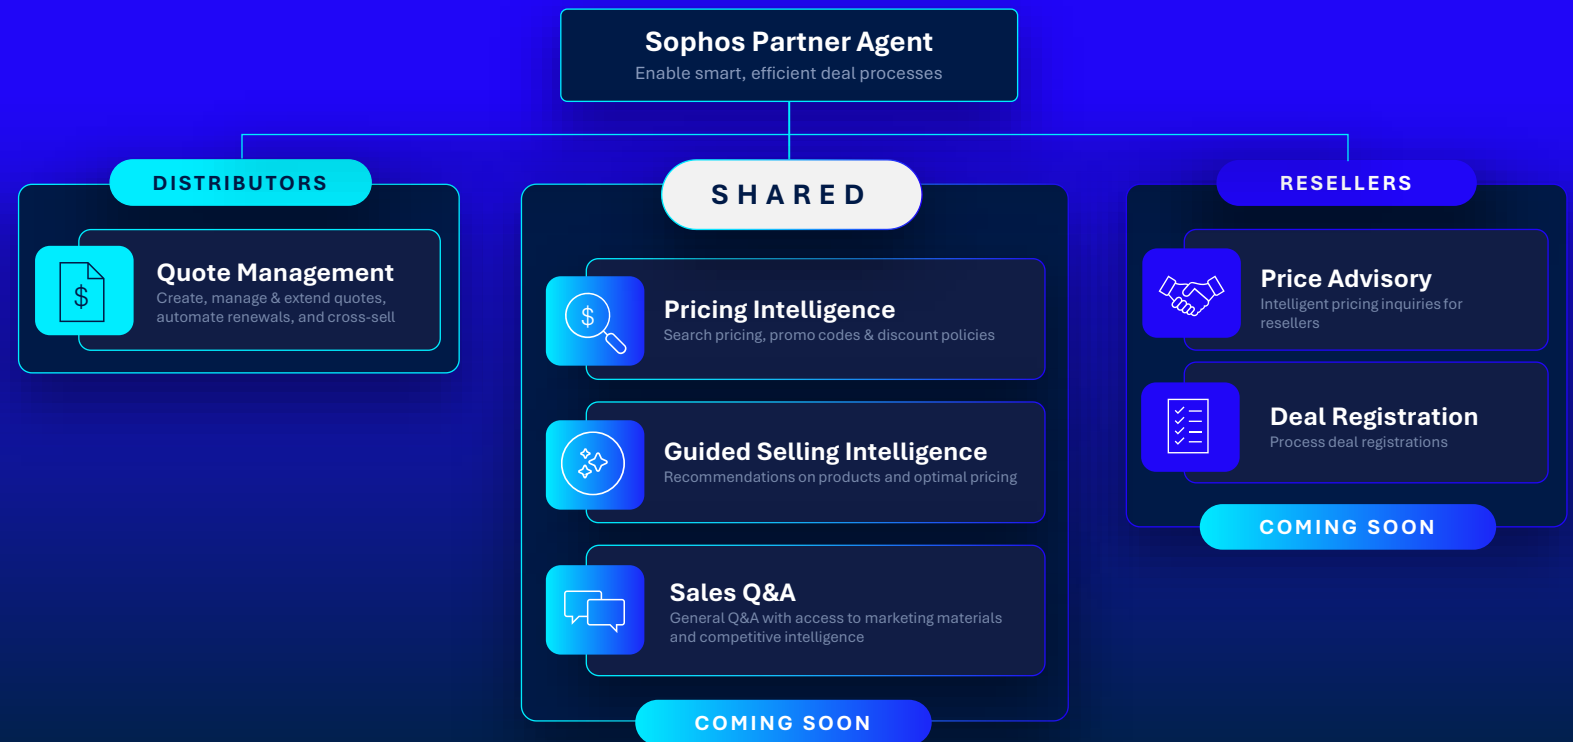 Sophos Partner Agent
Enable smart, efficient deal processes
DISTRIBUTORS
$
Quote Management
Create, manage & extend quotes,
automate renewals, and cross-sell
SHARED
$
Pricing Intelligence
Search pricing, promo codes & discount policies
Guided Selling Intelligence
Recommendations on products and optimal pricing
Sales Q&A
General Q&A with access to marketing materials
and competitive intelligence
COMING SOON
RESELLERS
Price Advisory
Intelligent pricing inquiries for
resellers
Deal Registration
Process deal registrations
COMING SOON